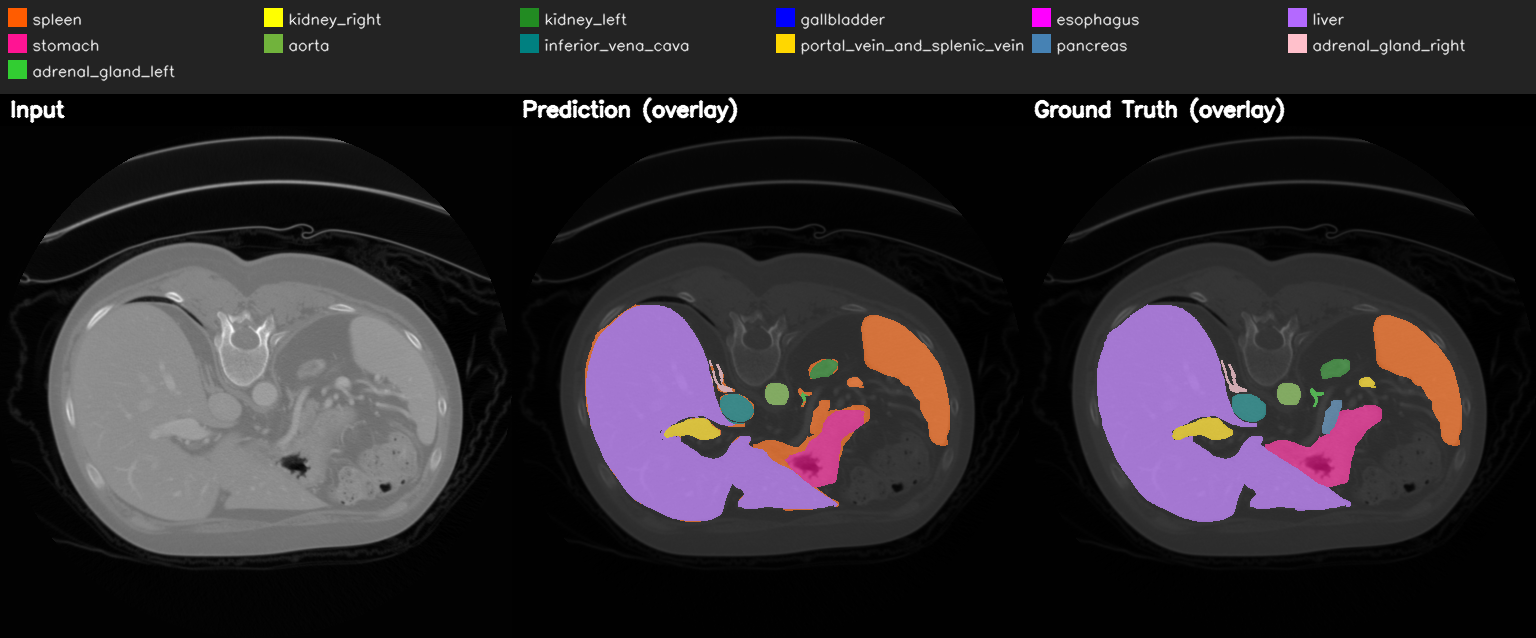 spleen kidney_right kidney_left gallbladder esophagus liver
stomach aorta inferior_vena_cava portal_vein_and_splenic_vein pancreas adrenal_gland_right
adrenal_gland_left
Input Prediction (overlay) Ground Truth (overlay)